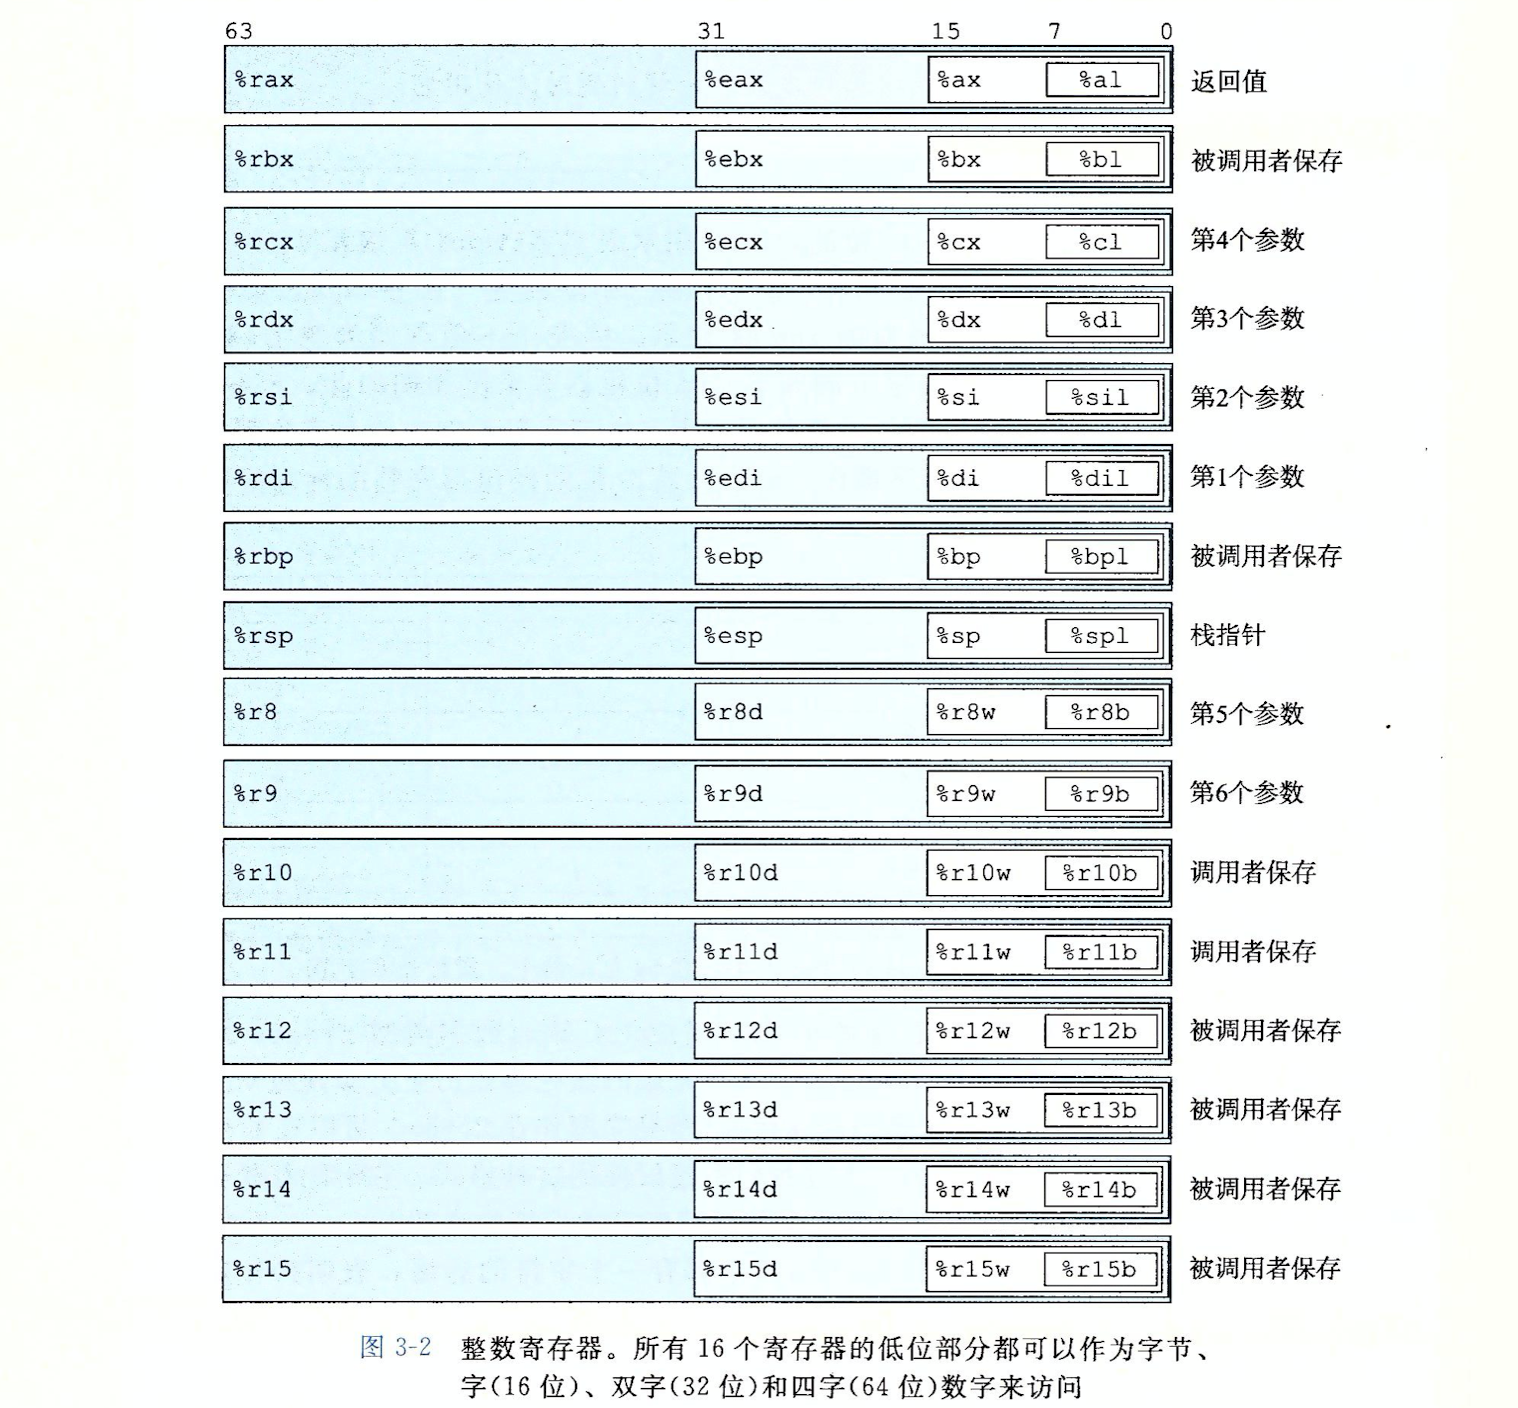 63 31 15 7 0
%rax %eax %ax %al 返回值
%rbx %ebx %bx %bl 被调用者保存
%rcx %ecx %cx %cl 第4个参数
%rdx %edx %dx %dl 第3个参数
%rsi %esi %si %sil 第2个参数
%rdi %edi %di %dil 第1个参数
%rbp %ebp %bp %bpl 被调用者保存
%rsp %esp %sp %spl 栈指针
%r8 %r8d %r8w %r8b 第5个参数
%r9 %r9d %r9w %r9b 第6个参数
%r10 %r10d %r10w %r10b 调用者保存
%r11 %r11d %r11w %r11b 调用者保存
%r12 %r12d %r12w %r12b 被调用者保存
%r13 %r13d %r13w %r13b 被调用者保存
%r14 %r14d %r14w %r14b 被调用者保存
%r15 %r15d %r15w %r15b 被调用者保存
图 3-2 整数寄存器。所有 16 个寄存器的低位部分都可以作为字节、
字(16 位)、双字(32 位)和四字(64 位)数字来访问